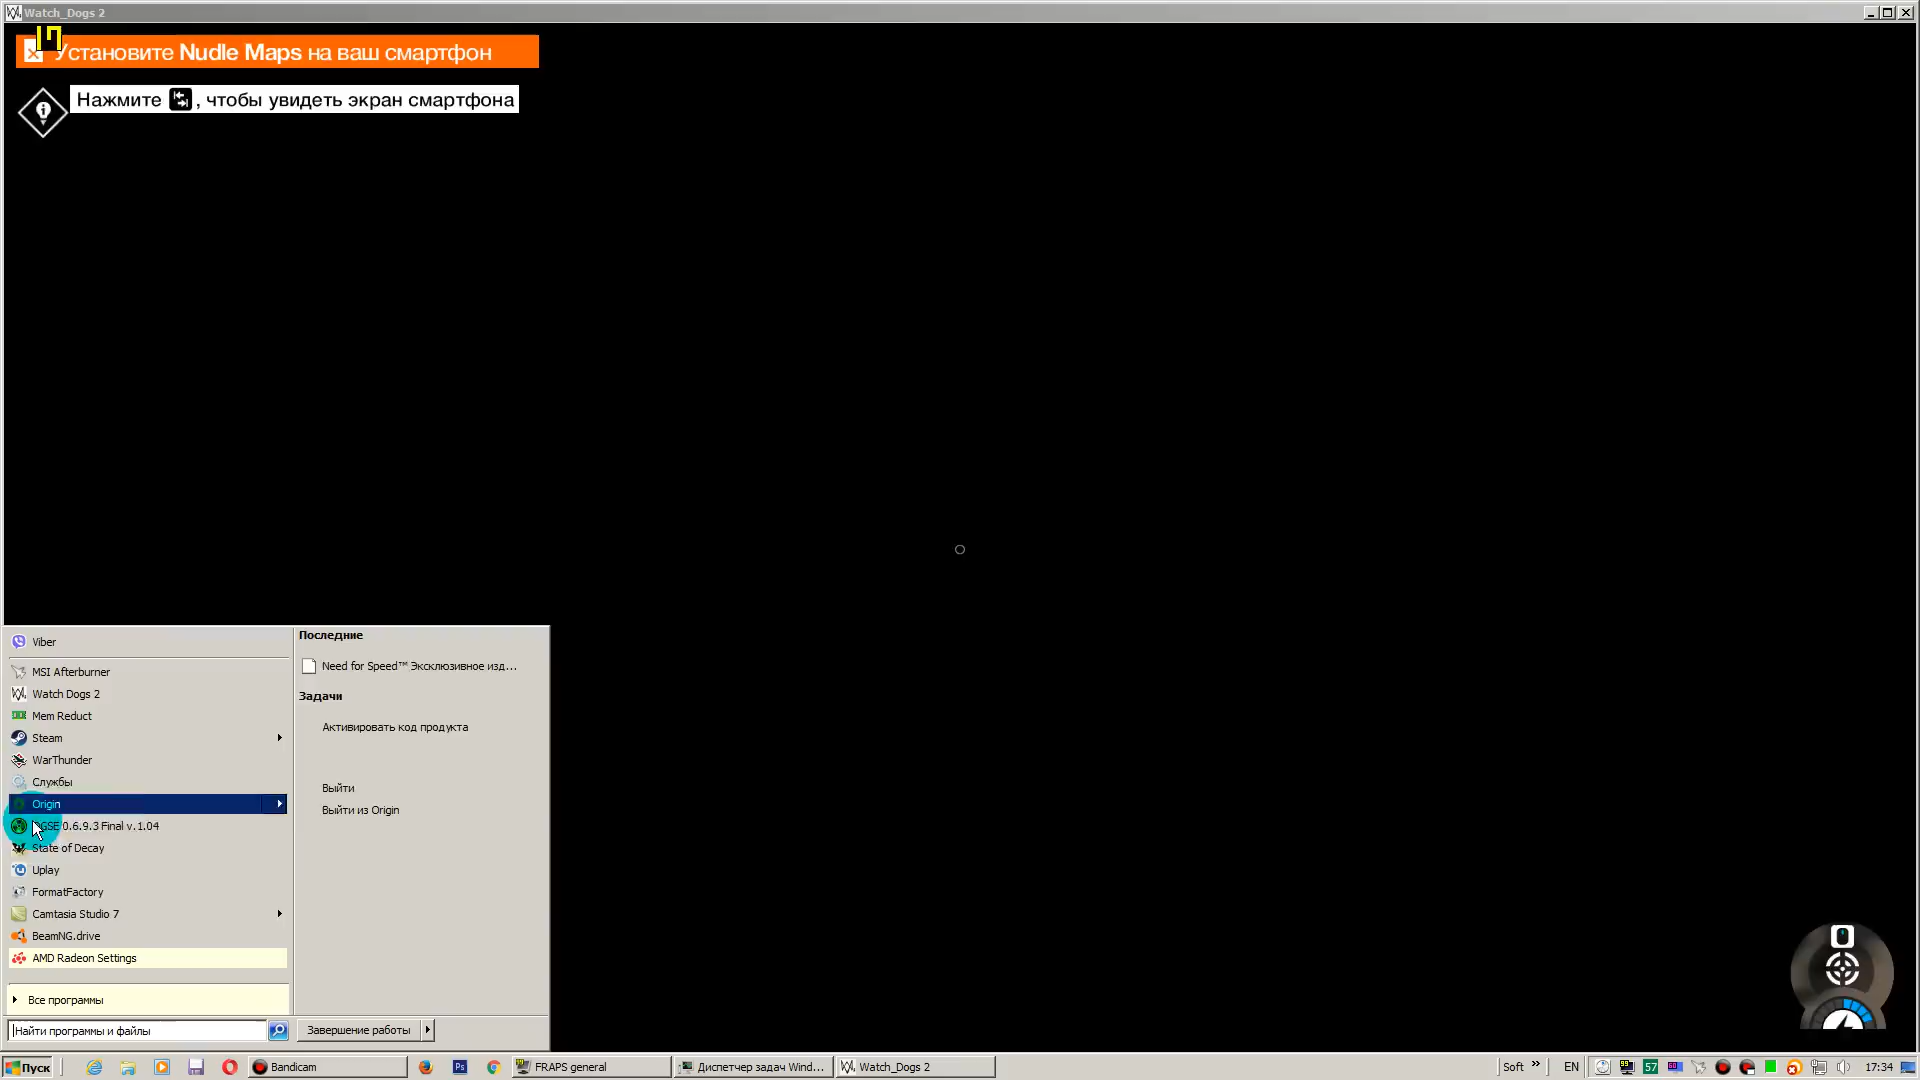 Watch_Dogs 2
Установите Nudle Maps на ваш смартфон
Нажмите , чтобы увидеть экран смартфона
Viber
MSI Afterburner
Watch Dogs 2
Mem Reduct
Steam
WarThunder
Службы
Origin
GSE 0.6.9.3 Final v.1.04
State of Decay
Uplay
FormatFactory
Camtasia Studio 7
BeamNG.drive
AMD Radeon Settings
Все программы
Найти программы и файлы
Последние
Need for Speed™ Эксклюзивное изд...
Задачи
Активировать код продукта
Выйти
Выйти из Origin
Завершение работы
Пуск
Bandicam
Ps
FRAPS general
Диспетчер задач Wind...
Watch_Dogs 2
Soft
EN
57
17:34